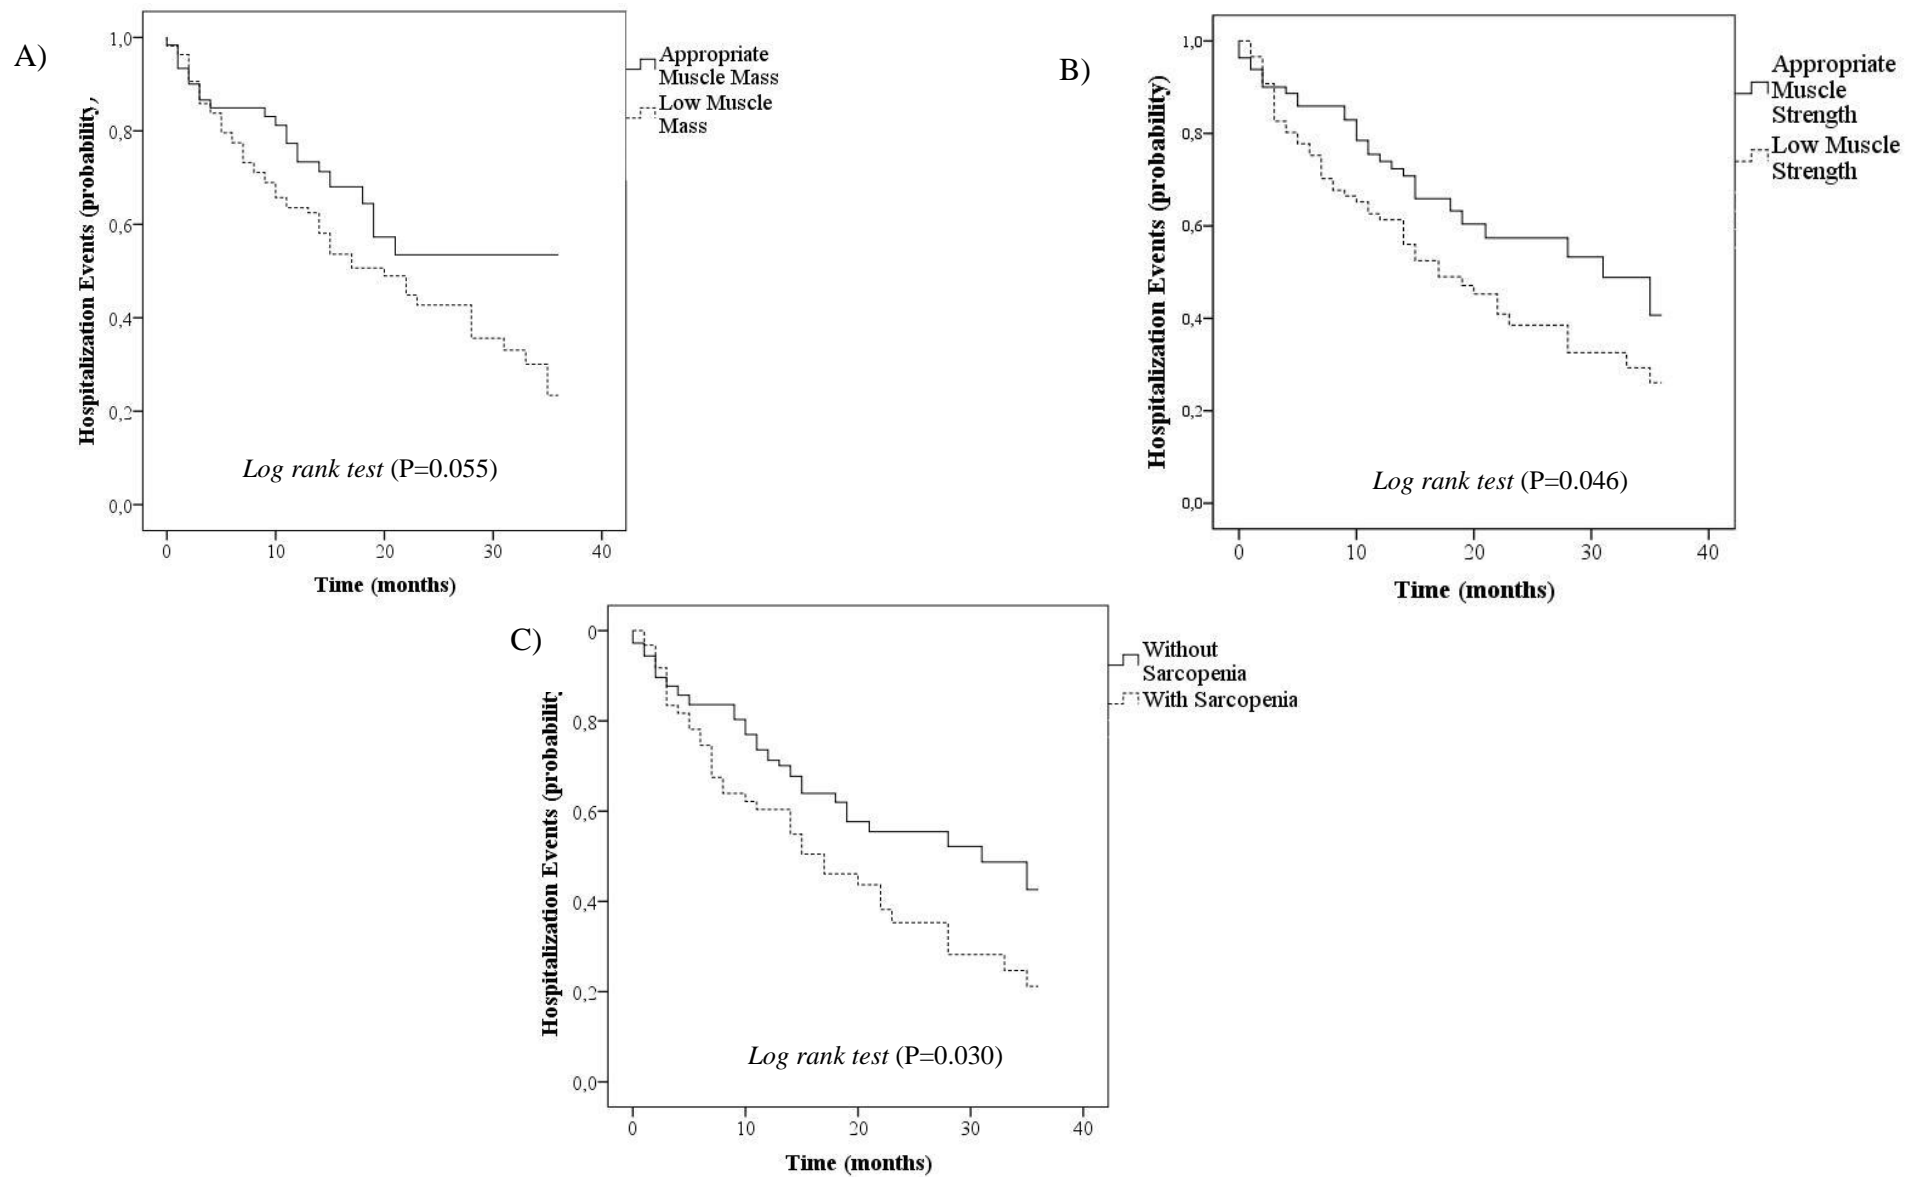 A)
Hospitalization Events (probability,
1,0
0,8
0,6
0,4
0,2
0,0
0 10 20 30 40
Time (months)
Log rank test (P=0.055)
Appropriate
Muscle Mass
Low Muscle
Mass
B)
Hospitalization Events (probability)
1,0
0,8
0,6
0,4
0,2
0,0
0 10 20 30 40
Time (months)
Log rank test (P=0.046)
Appropriate
Muscle
Strength
Low Muscle
Strength
C)
Hospitalization Events (probability
0
0,8
0,6
0,4
0,2
0,0
0 10 20 30 40
Time (months)
Log rank test (P=0.030)
Without
Sarcopenia
With Sarcopenia